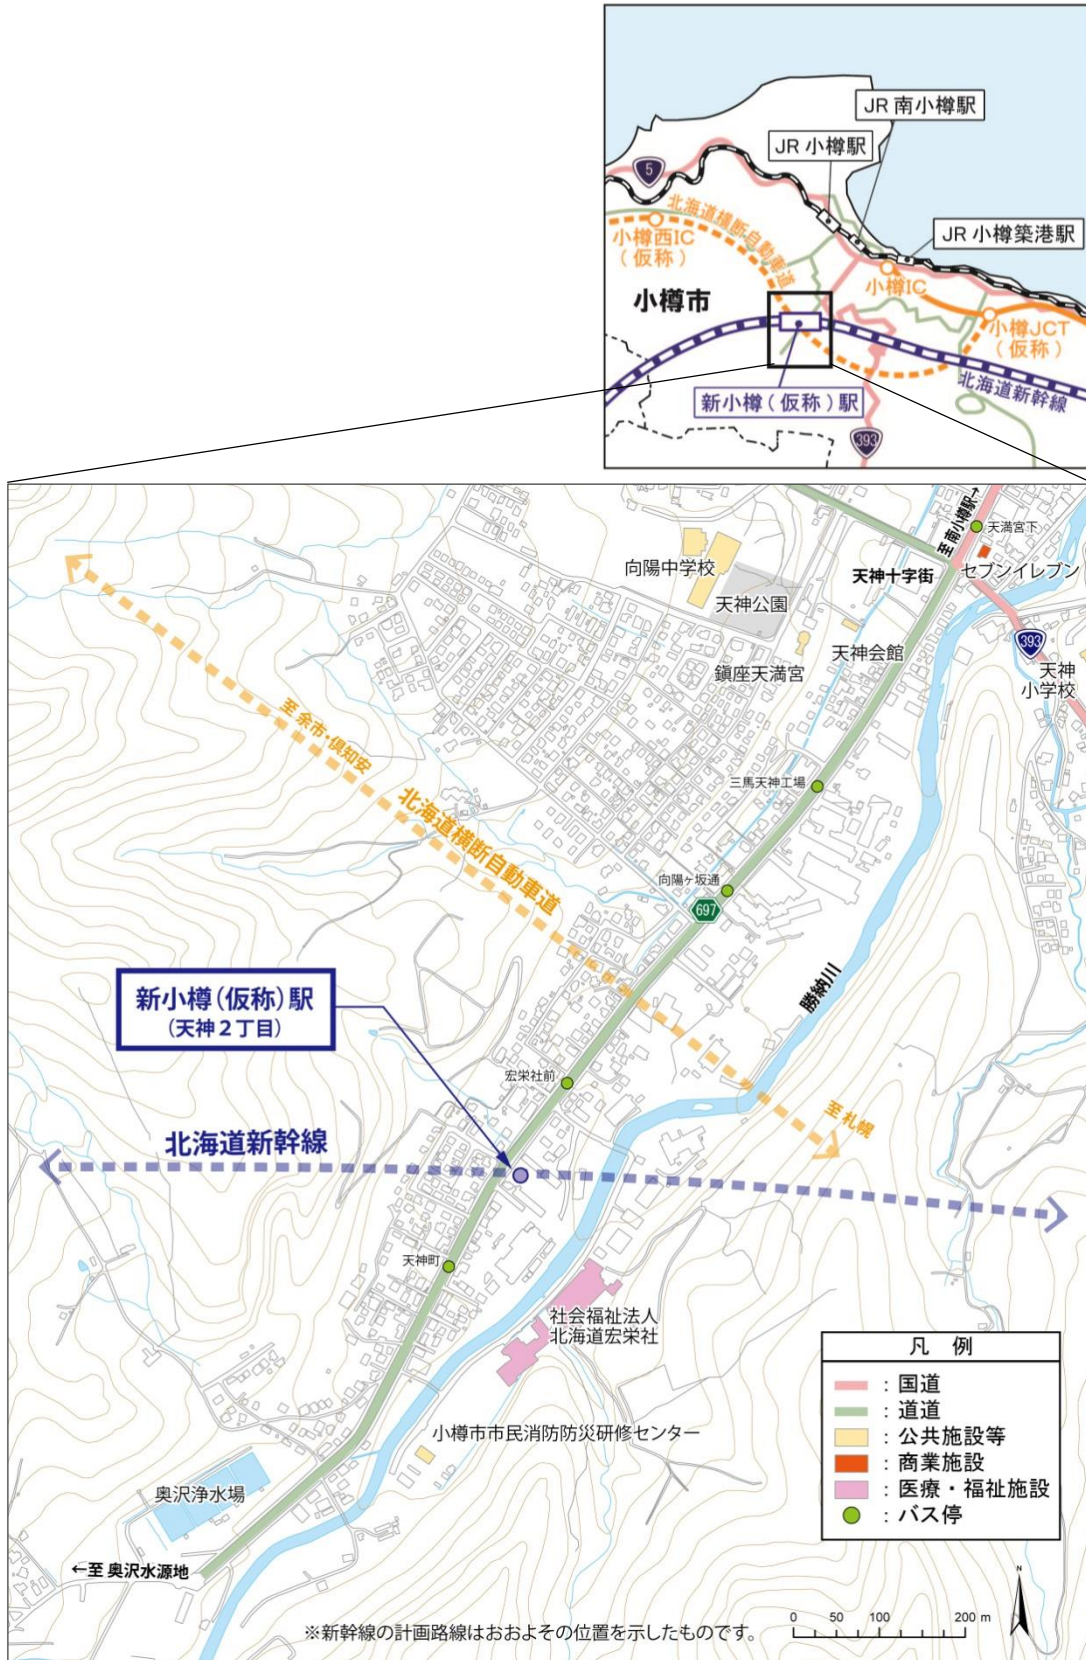 JR 南小樽駅
JR 小樽駅
5
北海道横断自動車道
JR 小樽築港駅
小樽西IC
（仮称）
小樽IC
小樽市
小樽JCT
（仮称）
新小樽（仮称）駅
北海道新幹線
393
至 南小樽駅→
天満宮下
セブンイレブン
向陽中学校
天神十字街
天神公園
393
天神会館
天神
小学校
鎮座天満宮
至 余市・倶知安
三馬天神工場
北海道横断自動車道
向陽ヶ坂通
697
勝納川
新小樽（仮称）駅
（天神２丁目）
宏栄社前
至 札幌
北海道新幹線
天神町
社会福祉法人
北海道宏栄社
凡 例
：国道
：道道
：公共施設等
：商業施設
：医療・福祉施設
：バス停
小樽市市民消防防災研修センター
奥沢浄水場
←至 奥沢水源地
N
0 50 100 200 m
※新幹線の計画路線はおおよその位置を示したものです。